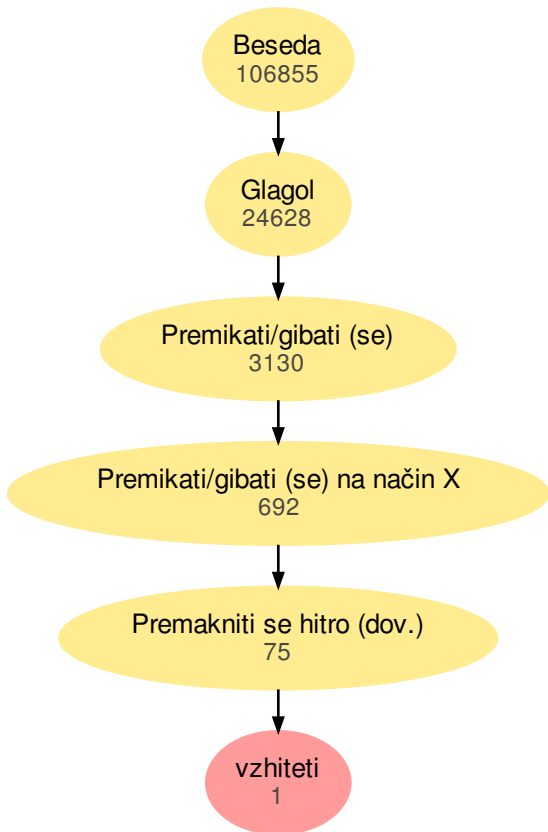 Beseda
106855
Glagol
24628
Premikati/gibati (se)
3130
Premikati/gibati (se) na način X
692
Premakniti se hitro (dov.)
75
vzhiteti
1